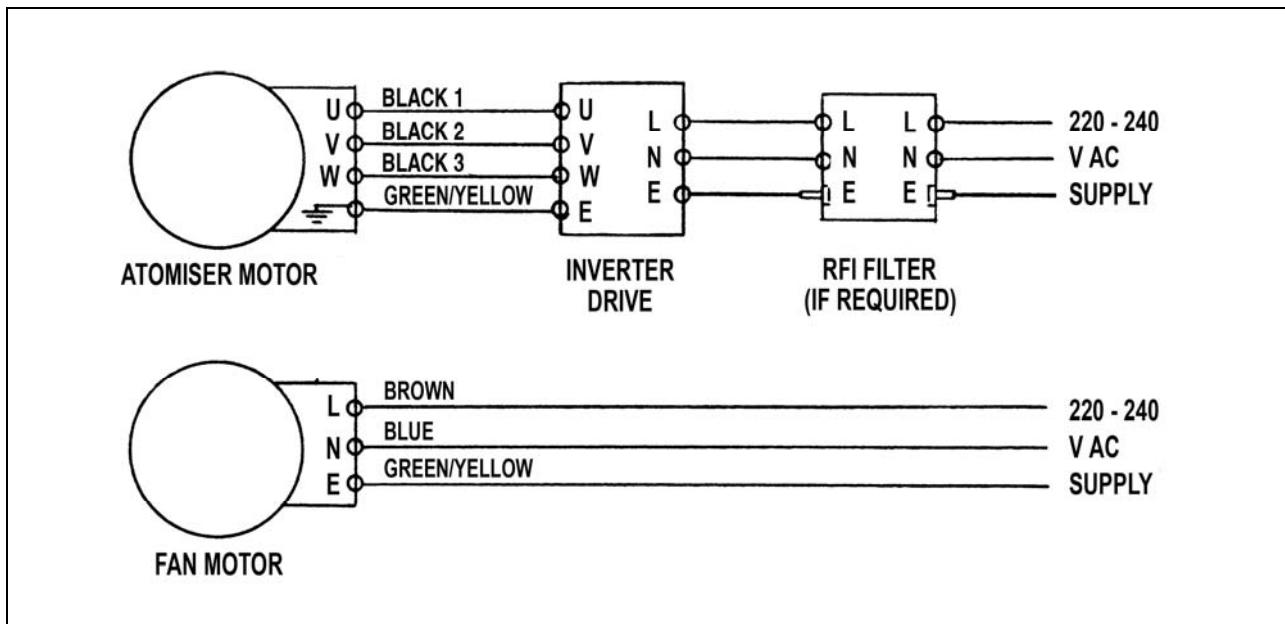 U BLACK 1 U
V BLACK 2 V
W BLACK 3 W
GREEN/YELLOW E
L L L 220 - 240
N N N V AC
E E E SUPPLY
ATOMISER MOTOR
INVERTER
DRIVE
RFI FILTER
(IF REQUIRED)
L BROWN 220 - 240
N BLUE V AC
E GREEN/YELLOW SUPPLY
FAN MOTOR